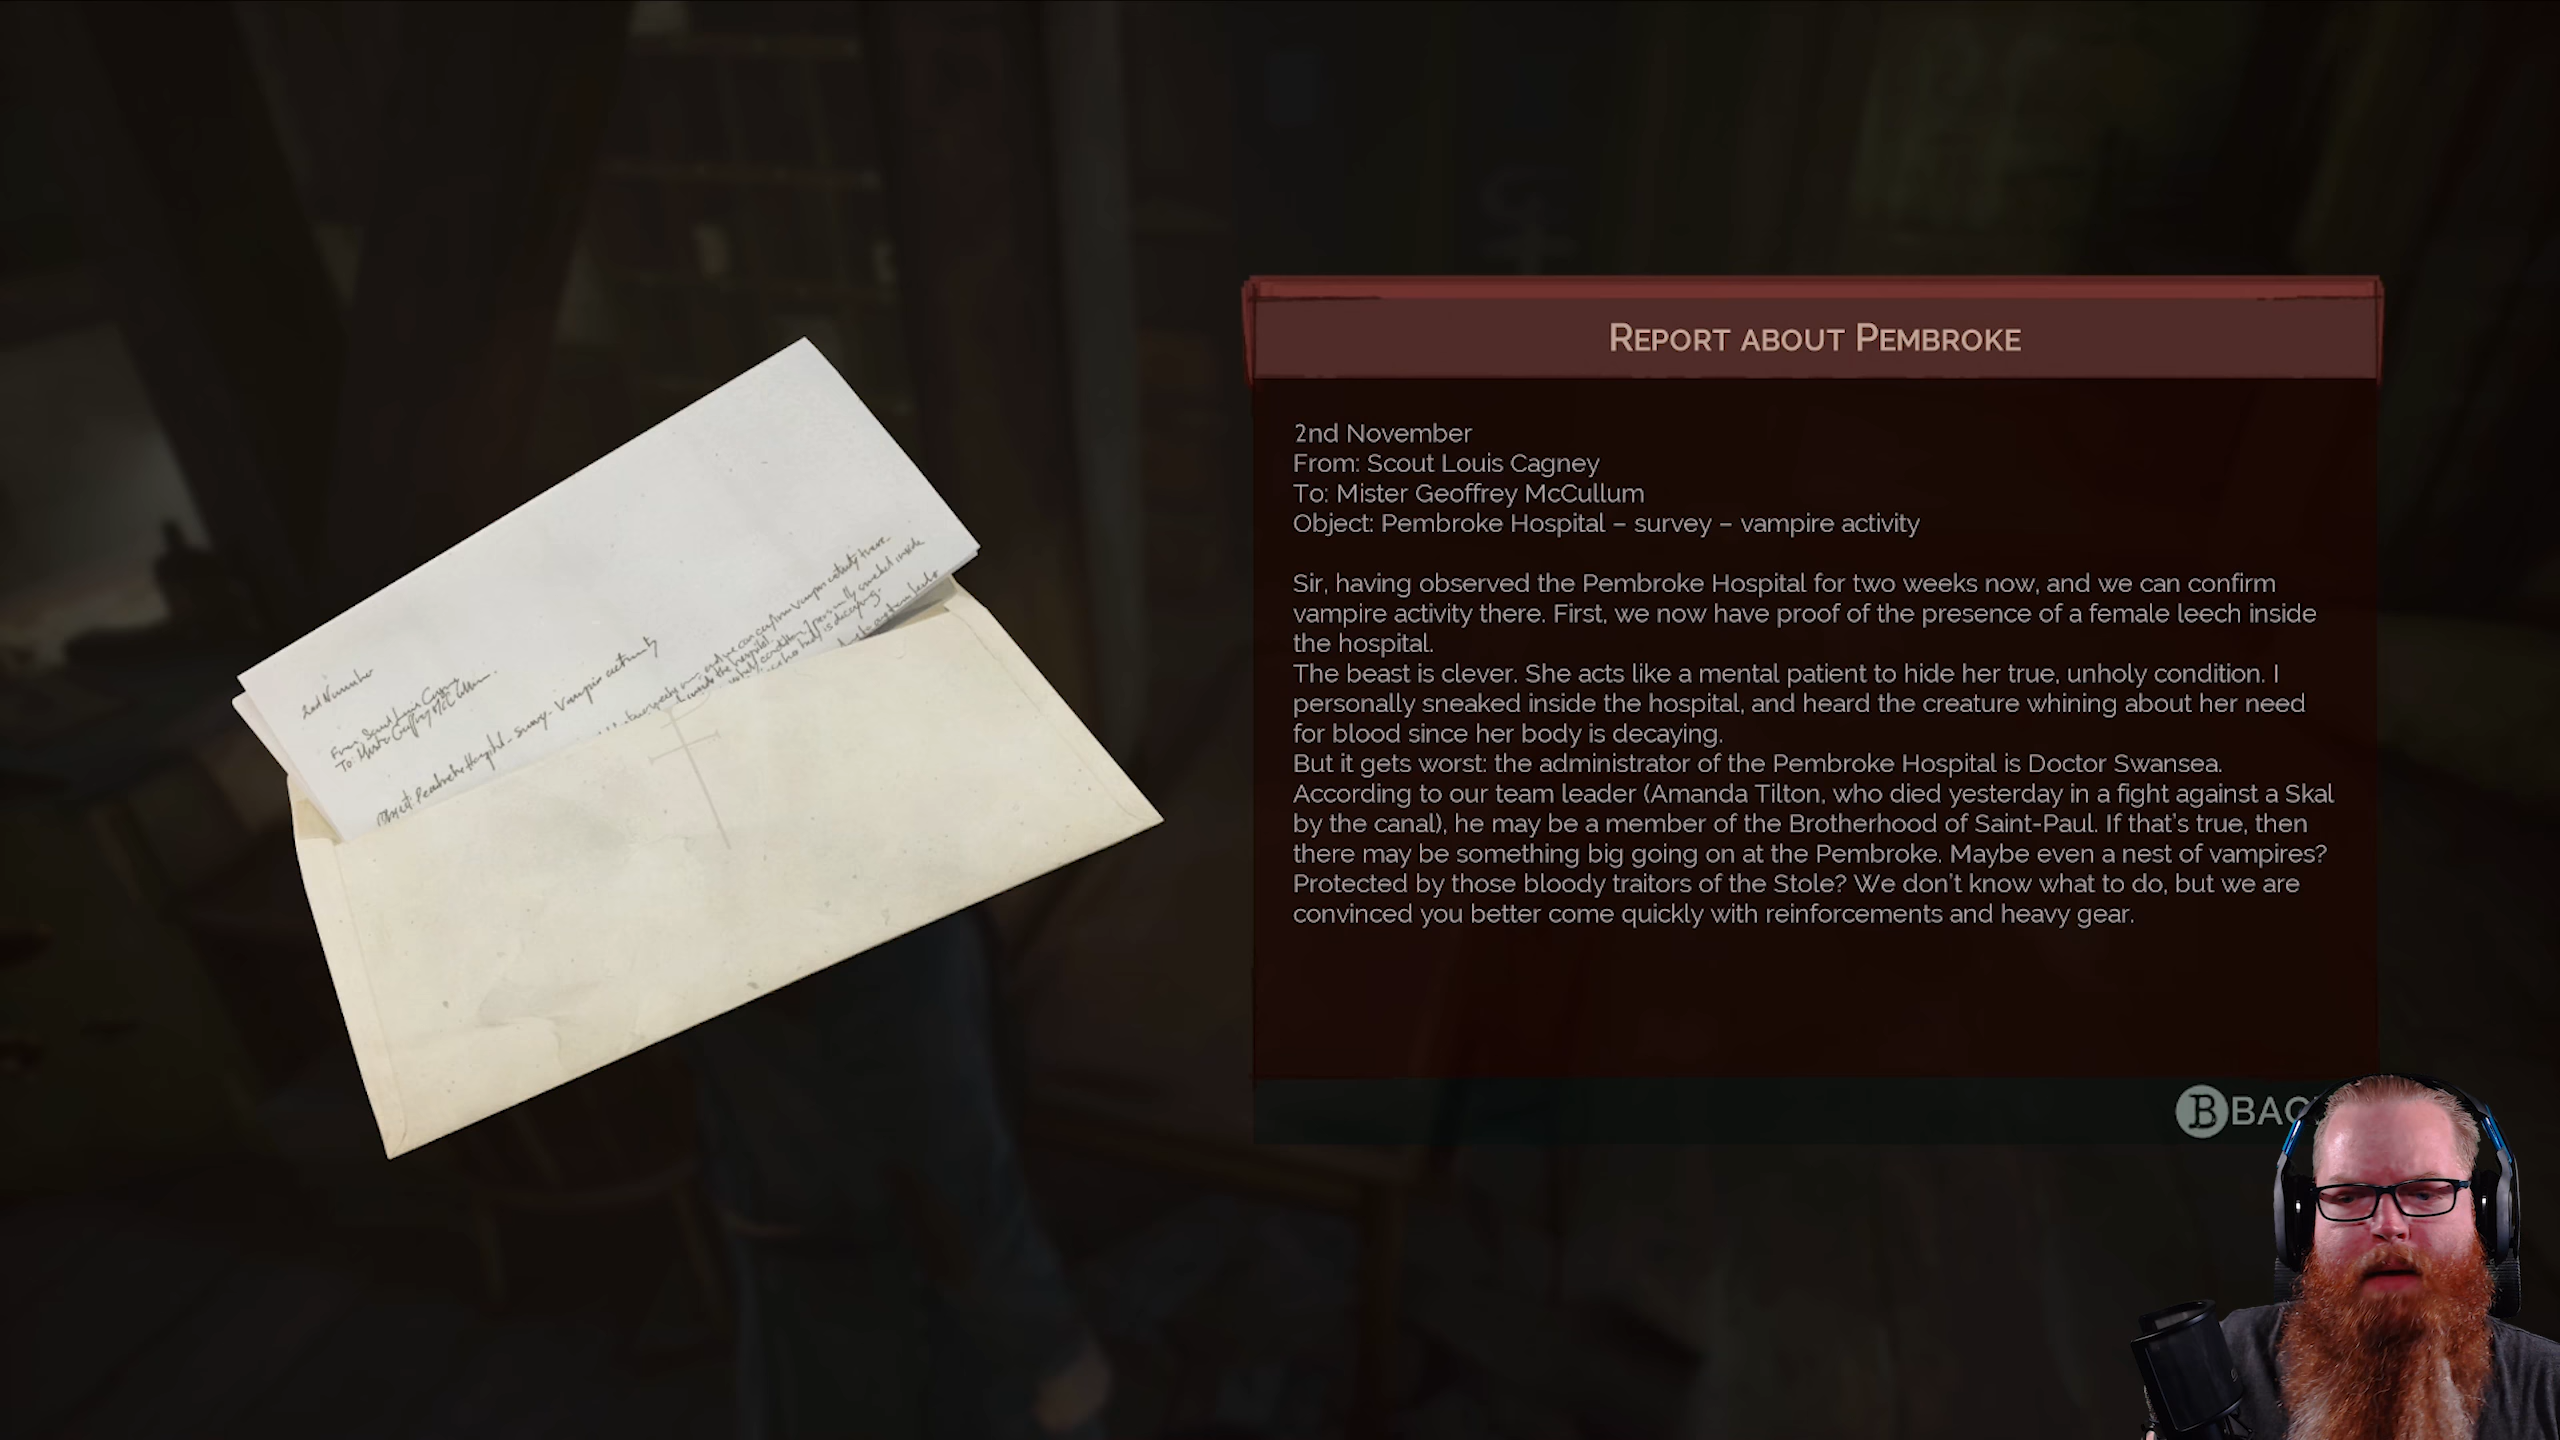 REPORT ABOUT PEMBROKE
2nd November
From: Scout Louis Cagney
To: Mister Geoffrey McCullum
Object: Pembroke Hospital – survey – vampire activity
Sir, having observed the Pembroke Hospital for two weeks now, and we can confirm
vampire activity there. First, we now have proof of the presence of a female leech inside
the hospital.
The beast is clever. She acts like a mental patient to hide her true, unholy condition. I
personally sneaked inside the hospital, and heard the creature whining about her need
for blood since her body is decaying.
But it gets worst: the administrator of the Pembroke Hospital is Doctor Swansea.
According to our team leader (Amanda Tilton, who died yesterday in a fight against a Skal
by the canal), he may be a member of the Brotherhood of Saint-Paul. If that's true, then
there may be something big going on at the Pembroke. Maybe even a nest of vampires?
Protected by those bloody traitors of the Stole? We don't know what to do, but we are
convinced you better come quickly with reinforcements and heavy gear.
B